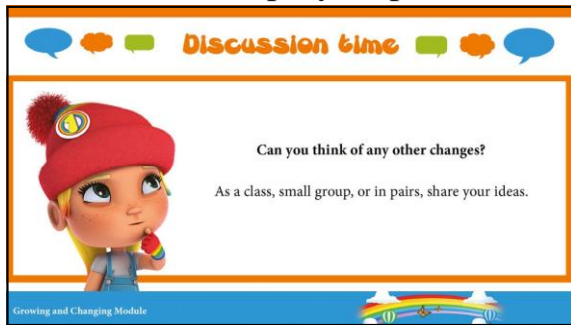 Discussion time
Can you think of any other changes?
As a class, small group, or in pairs, share your ideas.
Growing and Changing Module